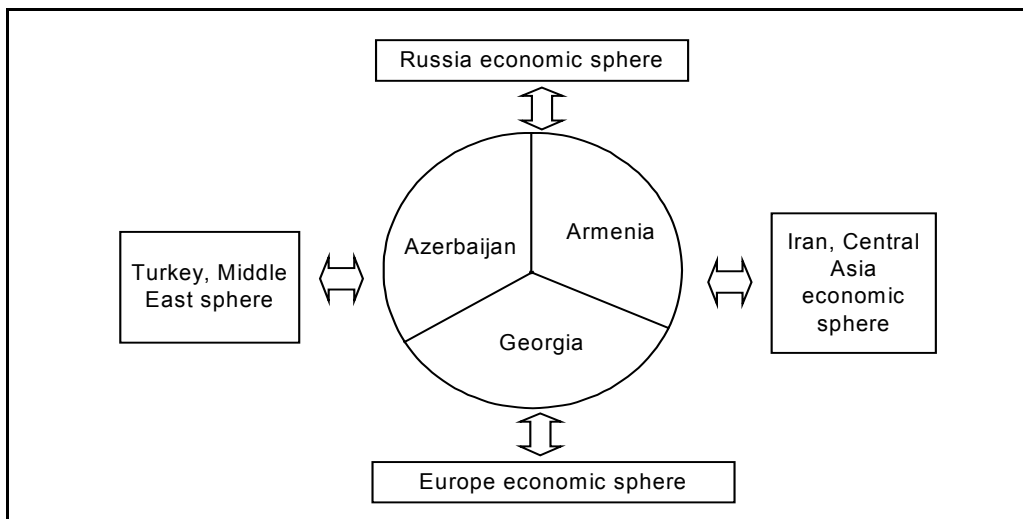 Russia economic sphere
Azerbaijan
Armenia
Georgia
Turkey, Middle
East sphere
Iran, Central
Asia
economic
sphere
Europe economic sphere